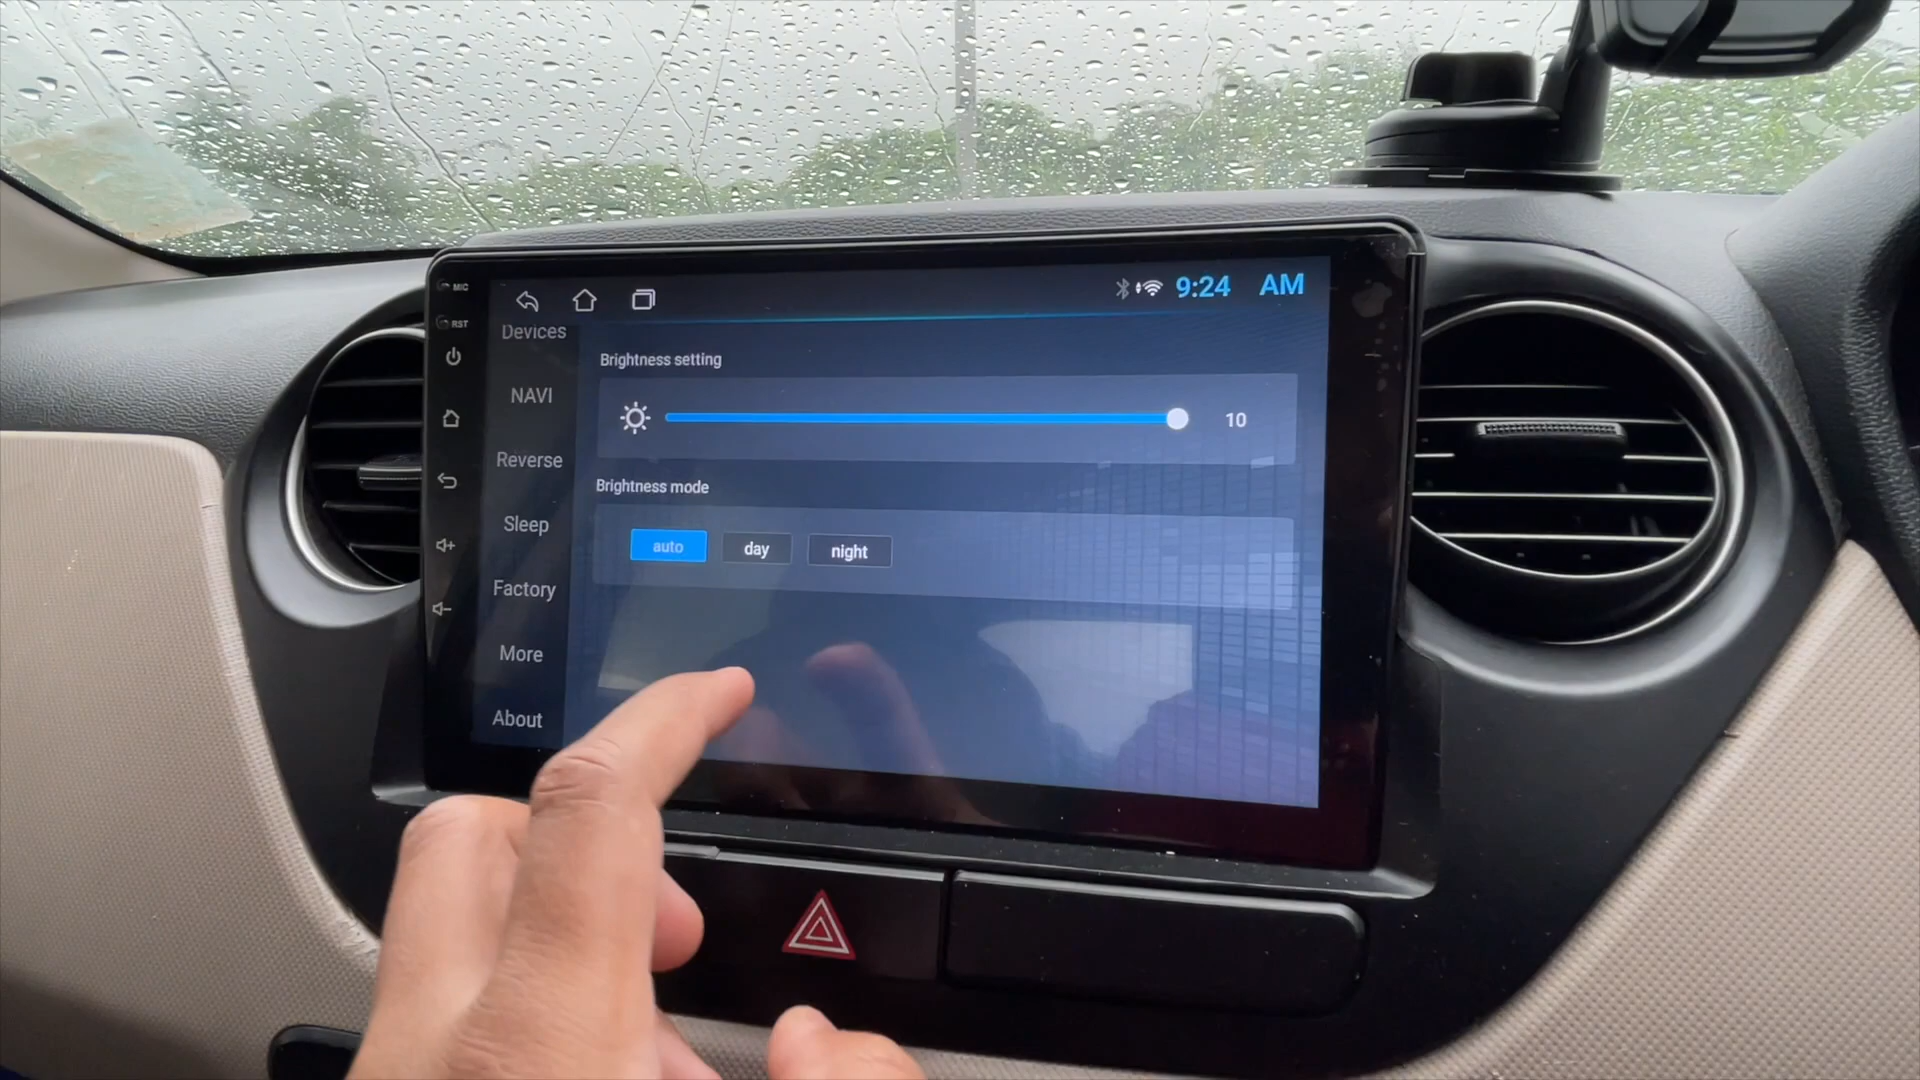 MIC
RST
9:24 AM
Devices
NAVI
Reverse
Sleep
Factory
More
About
Brightness setting
10
Brightness mode
auto day night